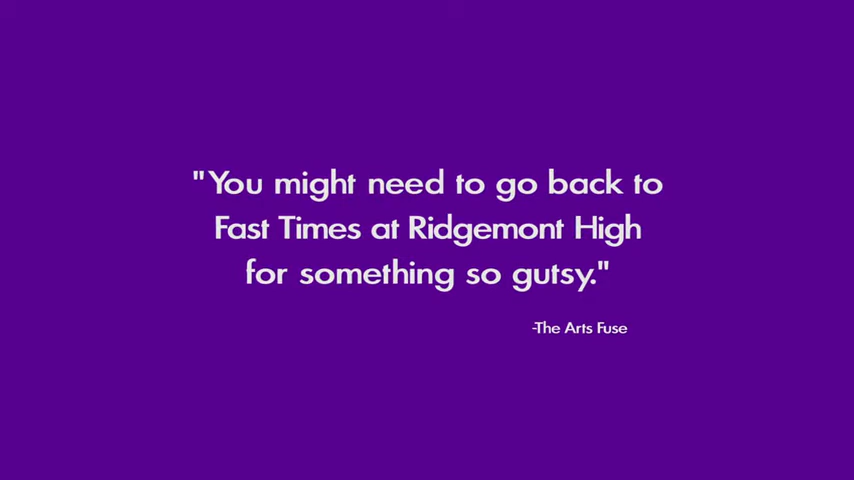 "You might need to go back to
Fast Times at Ridgemont High
for something so gutsy."
-The Arts Fuse